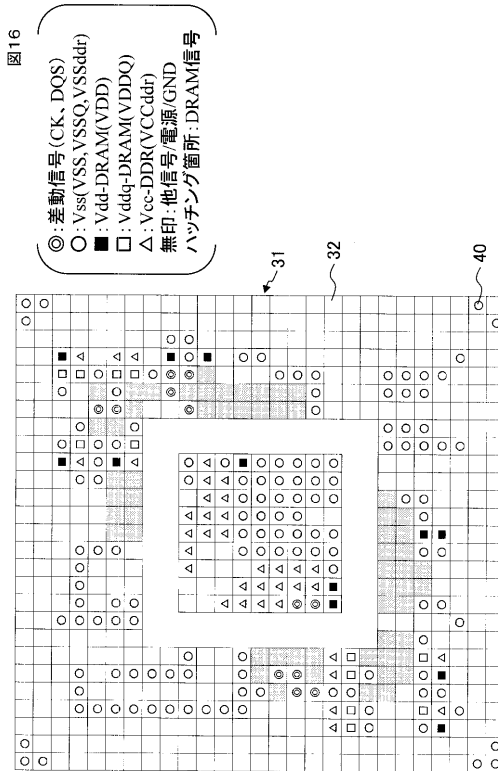 図16
◎:差動信号(CK、DQS)
○:Vss(VSS,VSSQ,VSSddr)
■:Vdd-DRAM(VDD)
□:Vddq-DRAM(VDDQ)
△:Vcc-DDR(VCCddr)
無印:他信号/電源/GND
ハッチング箇所:DRAM信号
31
32
40